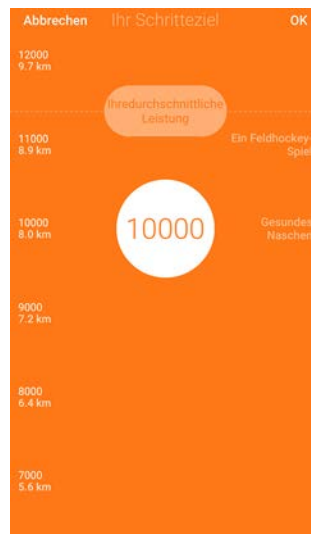 Abbrechen Ihr Schritteziel OK
12000
9.7 km
Ihredurchschnittliche
Leistung
11000
8.9 km
Ein Feldhockey-
Spiel
10000
8.0 km
10000
Gesundes
Naschen
9000
7.2 km
8000
6.4 km
7000
5.6 km